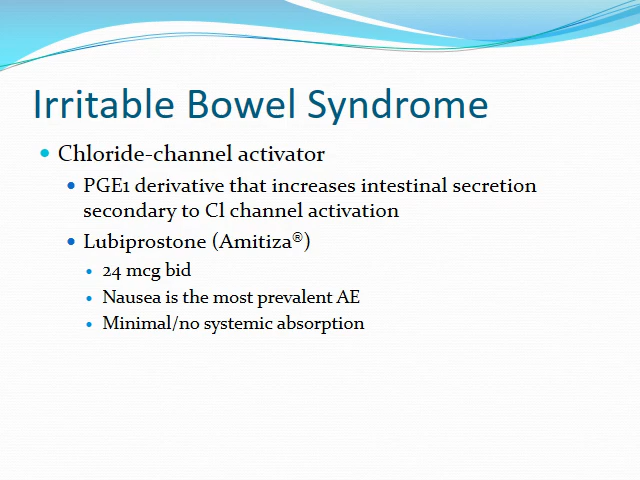 Irritable Bowel Syndrome
• Chloride-channel activator
• PGE1 derivative that increases intestinal secretion
secondary to Cl channel activation
• Lubiprostone (Amitiza®)
• 24 mcg bid
• Nausea is the most prevalent AE
• Minimal/no systemic absorption